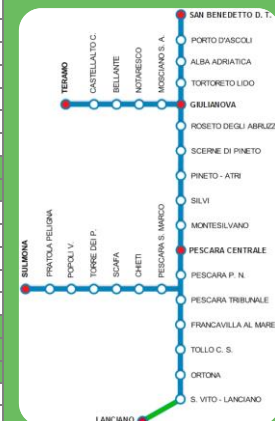 SAN BENEDETTO D. T.
PORTO D'ASCOLI
ALBA ADRIATICA
TORTORETO LIDO
TERAMO
CASTELLALTO C.
BELLANTE
NOTARESCO
MOSCIANO S. A.
GIULIANOVA
ROSETO DEGLI ABRUZZ
SCERNE DI PINETO
PINETO - ATRI
SILVI
MONTESILVANO
PESCARA CENTRALE
SULMONA
PRATOLA PELIGNA
POPOLI V.
TORRE DEI P.
SCAFA
CHIETI
PESCARA S. MARCO
PESCARA P. N.
PESCARA TRIBUNALE
FRANCAVILLA AL MARE
TOLLO C. S.
ORTONA
S. VITO - LANCIANO
LANCIANO